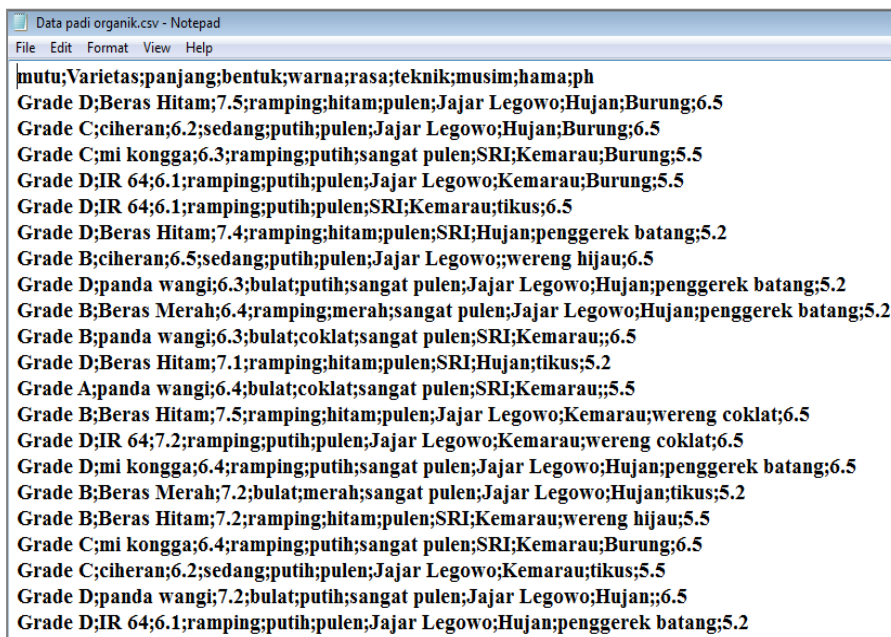 Data padi organik.csv - Notepad
File Edit Format View Help
mutu;Varietas;panjang;bentuk;warna;rasa;teknik;musim;hama;ph
Grade D;Beras Hitam;7.5;ramping;hitam;pulen;Jajar Legowo;Hujan;Burung;6.5
Grade C;ciheran;6.2;sedang;putih;pulen;Jajar Legowo;Hujan;Burung;6.5
Grade C;mi kongga;6.3;ramping;putih;sangat pulen;SRI;Kemarau;Burung;5.5
Grade D;IR 64;6.1;ramping;putih;pulen;Jajar Legowo;Kemarau;Burung;5.5
Grade D;IR 64;6.1;ramping;putih;pulen;SRI;Kemarau;tikus;6.5
Grade D;Beras Hitam;7.4;ramping;hitam;pulen;SRI;Hujan;penggerek batang;5.2
Grade B;ciheran;6.5;sedang;putih;pulen;Jajar Legowo;;wereng hijau;6.5
Grade D;panda wangi;6.3;bulat;putih;sangat pulen;Jajar Legowo;Hujan;penggerek batang;5.2
Grade B;Beras Merah;6.4;ramping;merah;sangat pulen;Jajar Legowo;Hujan;penggerek batang;5.2
Grade B;panda wangi;6.3;bulat;coklat;sangat pulen;SRI;Kemarau;;6.5
Grade D;Beras Hitam;7.1;ramping;hitam;pulen;SRI;Hujan;tikus;5.2
Grade A;panda wangi;6.4;bulat;coklat;sangat pulen;SRI;Kemarau;;5.5
Grade B;Beras Hitam;7.5;ramping;hitam;pulen;Jajar Legowo;Kemarau;wereng coklat;6.5
Grade D;IR 64;7.2;ramping;putih;pulen;Jajar Legowo;Kemarau;wereng coklat;6.5
Grade D;mi kongga;6.4;ramping;putih;sangat pulen;Jajar Legowo;Hujan;penggerek batang;6.5
Grade B;Beras Merah;7.2;bulat;merah;sangat pulen;Jajar Legowo;Hujan;tikus;5.2
Grade B;Beras Hitam;7.2;ramping;hitam;pulen;SRI;Kemarau;wereng hijau;5.5
Grade C;mi kongga;6.4;ramping;putih;sangat pulen;SRI;Kemarau;Burung;6.5
Grade C;ciheran;6.2;sedang;putih;pulen;Jajar Legowo;Kemarau;tikus;5.5
Grade D;panda wangi;7.2;bulat;putih;sangat pulen;Jajar Legowo;Hujan;;6.5
Grade D;IR 64;6.1;ramping;putih;pulen;Jajar Legowo;Hujan;penggerek batang;5.2